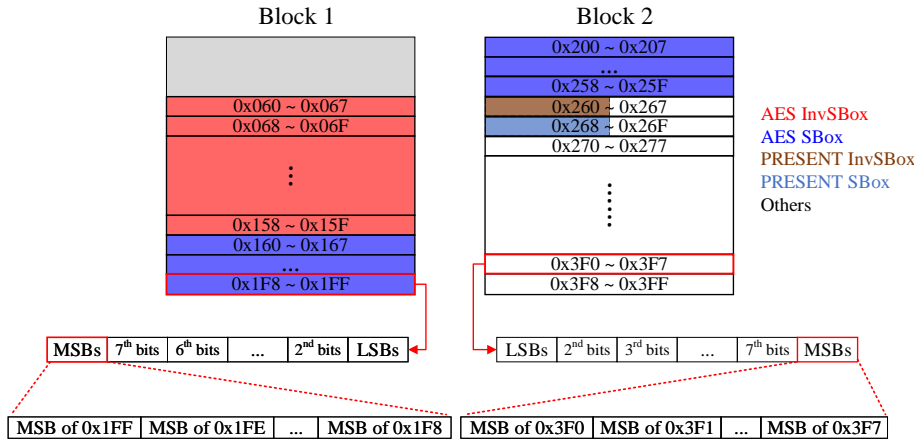 Block 1
0x060 ~ 0x067
0x068 ~ 0x06F
⋮
0x158 ~ 0x15F
0x160 ~ 0x167
...
0x1F8 ~ 0x1FF
Block 2
0x200 ~ 0x207
...
0x258 ~ 0x25F
0x260 ~ 0x267
0x268 ~ 0x26F
0x270 ~ 0x277
⋮
0x3F0 ~ 0x3F7
0x3F8 ~ 0x3FF
AES InvSBox
AES SBox
PRESENT InvSBox
PRESENT SBox
Others
MSBs 7th bits 6th bits ... 2nd bits LSBs
LSBs 2nd bits 3rd bits ... 7th bits MSBs
MSB of 0x1FF MSB of 0x1FE ... MSB of 0x1F8
MSB of 0x3F0 MSB of 0x3F1 ... MSB of 0x3F7